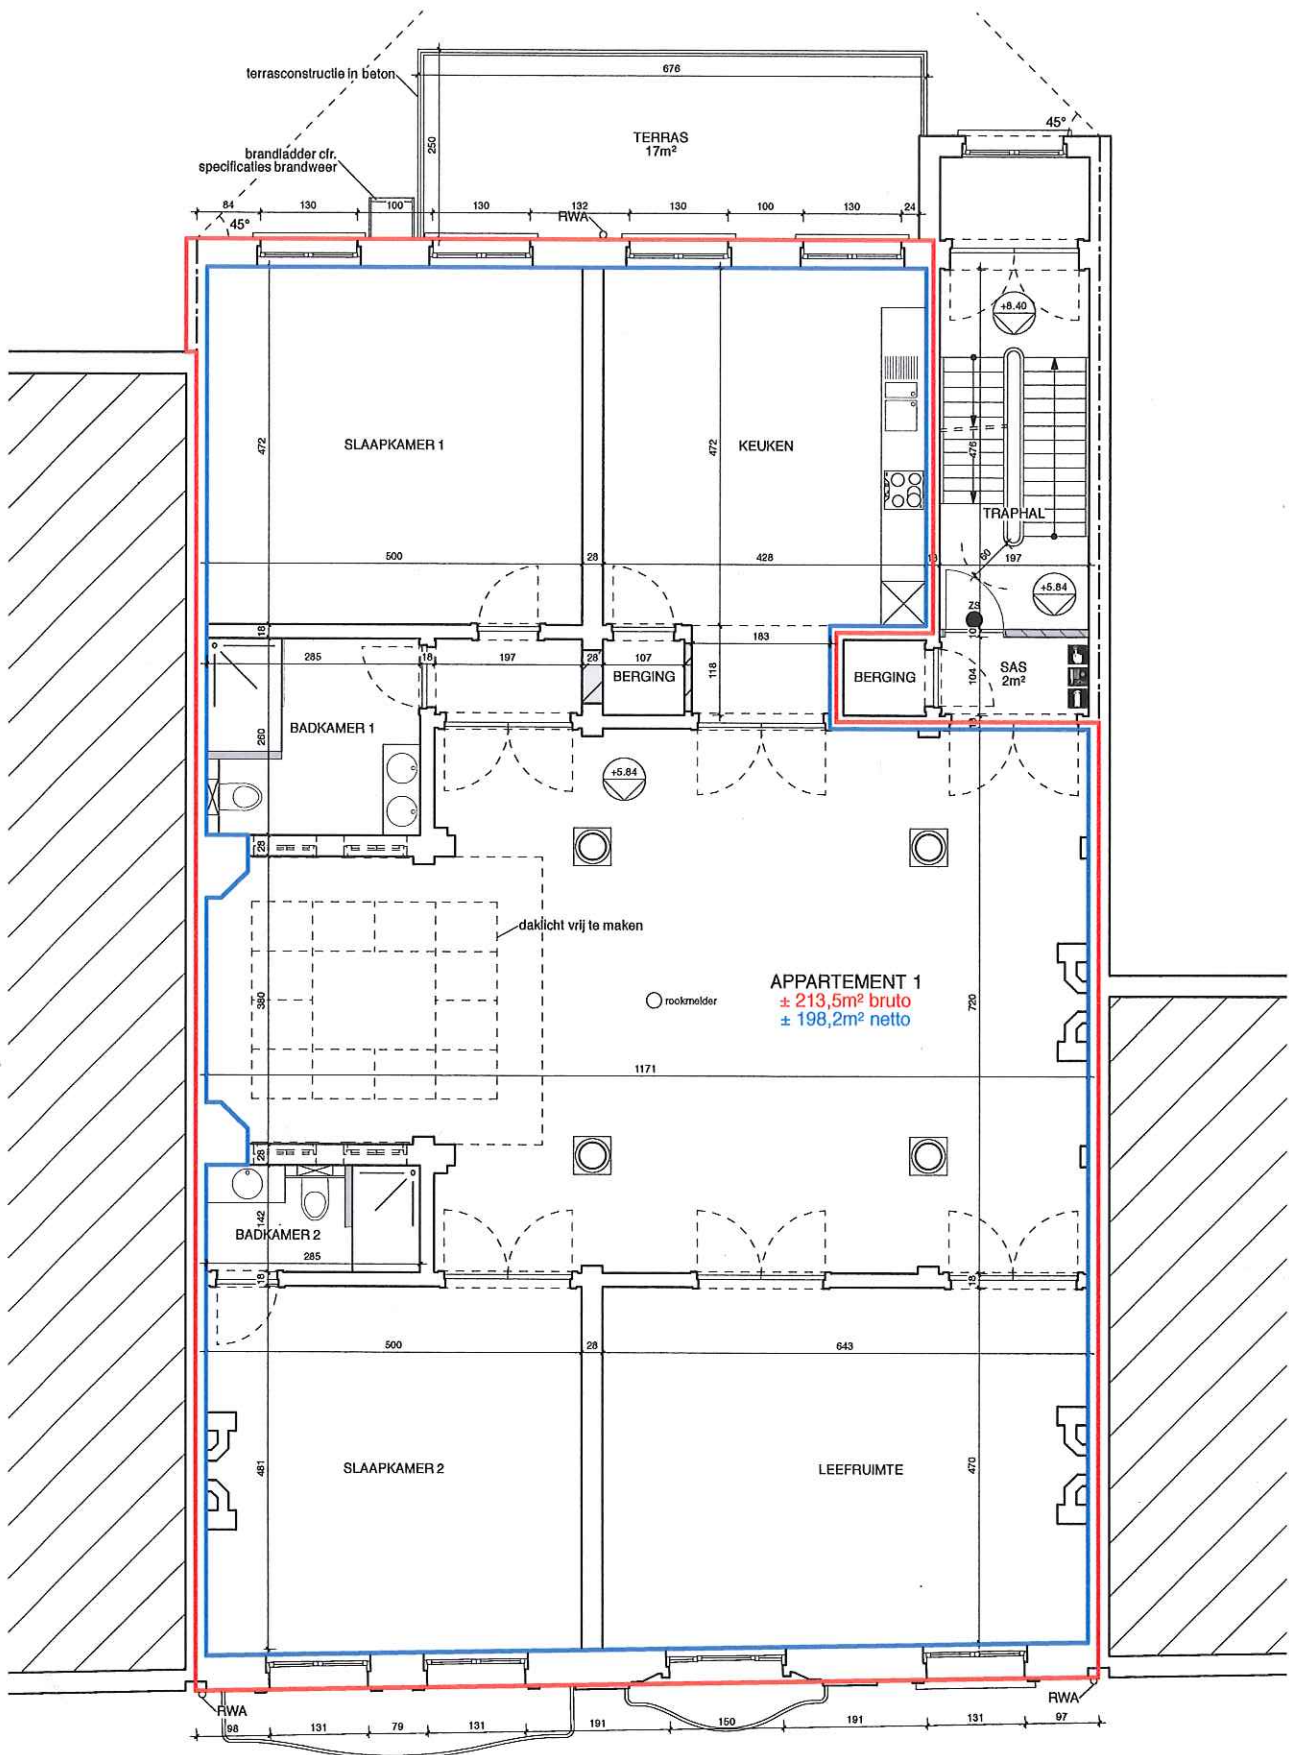 676
terrasconstructie in beton
TERRAS
17m²
250
45°
brandladder cfr.
specificaties brandweer
84
130
100
130
132
130
100
130
24
45°
RWA
+8.40
472
SLAAPKAMER 1
472
KEUKEN
476
TRAPHAL
500
28
428
13
60
197
+5.84
ZS
18
183
10
285
18
197
28
107
118
BERGING
BERGING
104
SAS
2m²
BADKAMER 1
260
18
+5.84
28
daklicht vrij te maken
APPARTEMENT 1
± 213,5m² bruto
± 198,2m² netto
380
rookmelder
720
1171
28
142
BADKAMER 2
285
18
18
500
28
643
481
SLAAPKAMER 2
LEEFRUIMTE
470
RWA
RWA
98
131
79
131
191
150
191
131
97